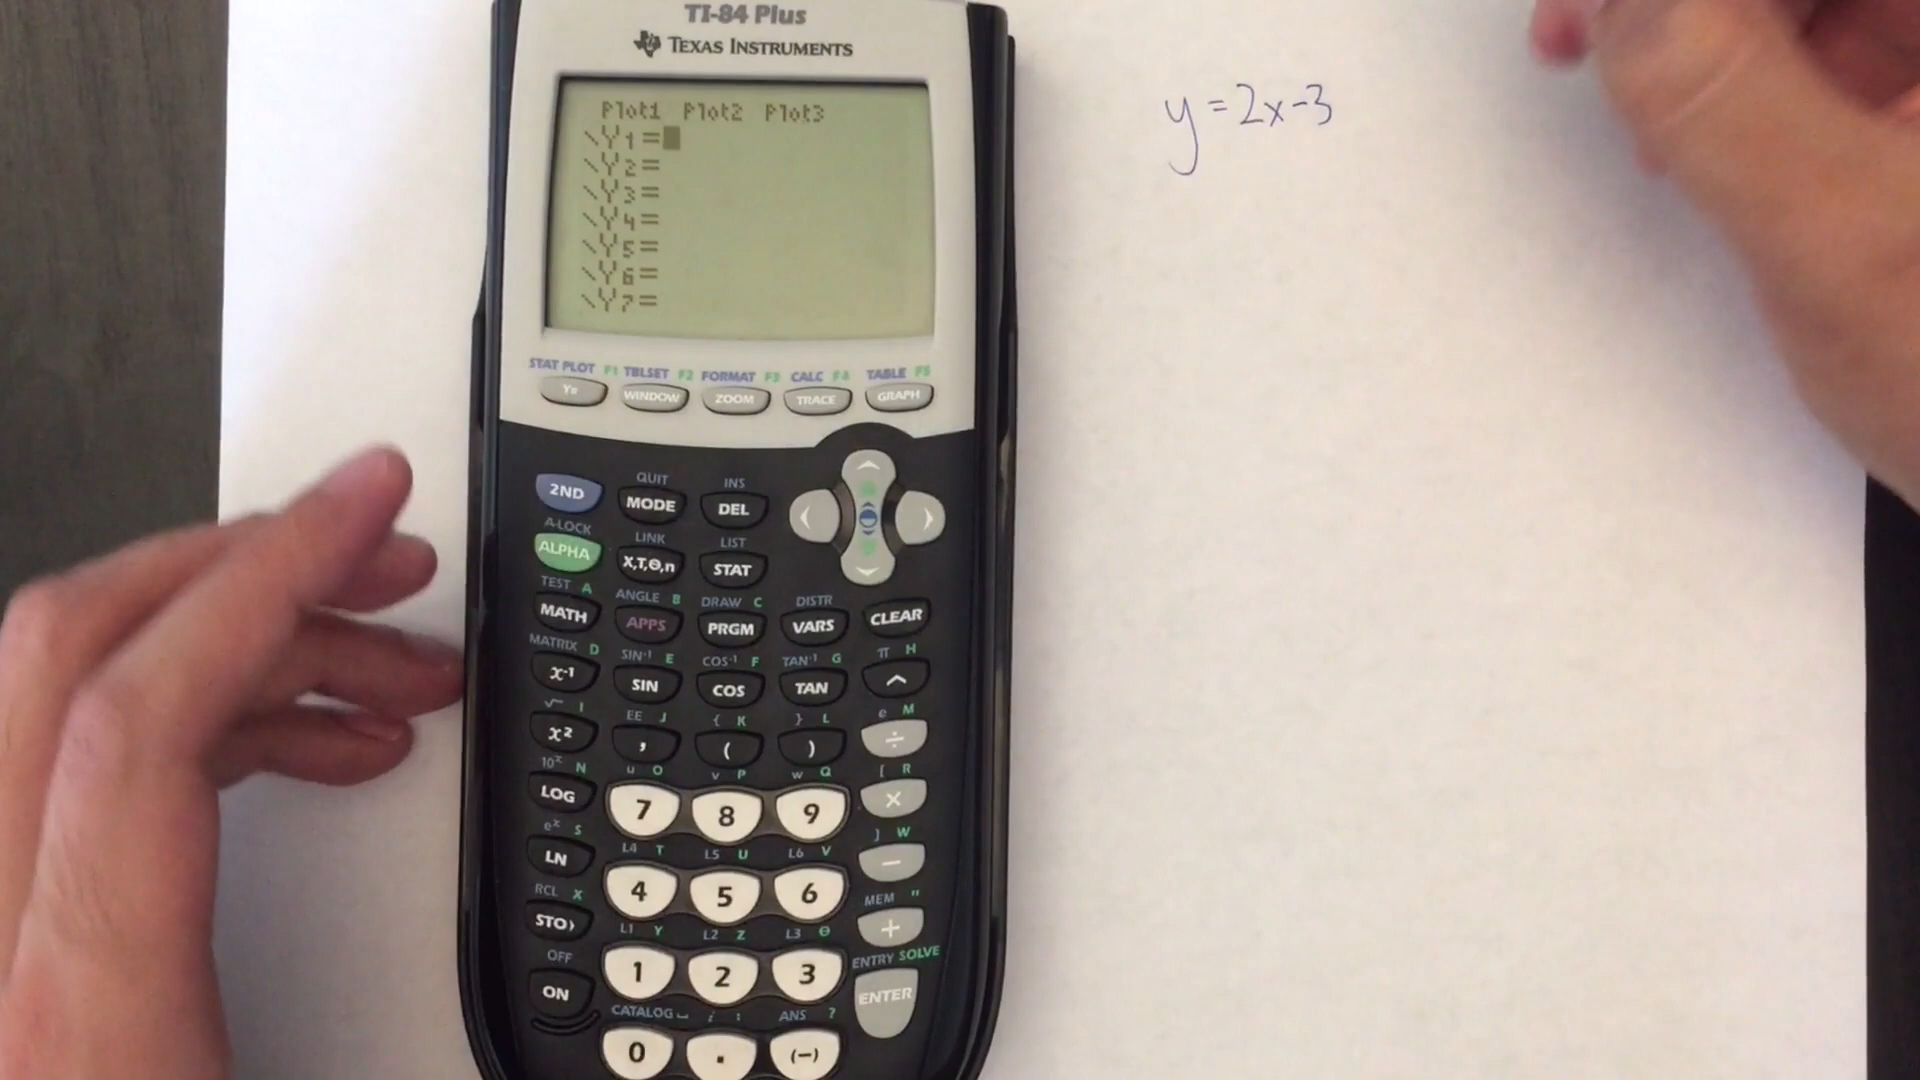 TI-84 Plus
TEXAS INSTRUMENTS
Plot1 Plot2 Plot3
\Y1=
\Y2=
\Y3=
\Y4=
\Y5=
\Y6=
\Y7=
y=2x-3
STAT PLOT F1 TBLSET F2 FORMAT F3 CALC F4 TABLE F5
Y= WINDOW ZOOM TRACE GRAPH
QUIT INS
2ND MODE DEL
A-LOCK LINK LIST
ALPHA X,T,Θ,n STAT
TEST A ANGLE B DRAW C DISTR
MATH APPS PRGM VARS CLEAR
MATRIX D SIN⁻¹ E COS⁻¹ F TAN⁻¹ G π H
x⁻¹ SIN COS TAN ^
√ I EE J { K } L e M
x² , ( ) ÷
10ˣ N u O v P w Q [ R
LOG 7 8 9 ×
eˣ S L4 T L5 U L6 V ] W
LN 4 5 6 −
RCL X L1 Y L2 Z L3 θ MEM "
STO› 1 2 3 +
OFF CATALOG ⎵ i : ANS ? ENTRY SOLVE
ON 0 . (−) ENTER